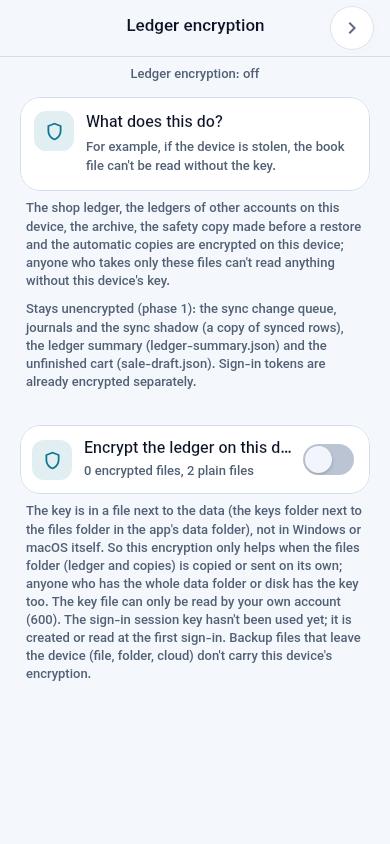 Ledger encryption
Ledger encryption: off
What does this do?
For example, if the device is stolen, the book
file can't be read without the key.
The shop ledger, the ledgers of other accounts on this
device, the archive, the safety copy made before a restore
and the automatic copies are encrypted on this device;
anyone who takes only these files can't read anything
without this device's key.
Stays unencrypted (phase 1): the sync change queue,
journals and the sync shadow (a copy of synced rows),
the ledger summary (ledger-summary.json) and the
unfinished cart (sale-draft.json). Sign-in tokens are
already encrypted separately.
Encrypt the ledger on this d...
0 encrypted files, 2 plain files
The key is in a file next to the data (the keys folder next to
the files folder in the app's data folder), not in Windows or
macOS itself. So this encryption only helps when the files
folder (ledger and copies) is copied or sent on its own;
anyone who has the whole data folder or disk has the key
too. The key file can only be read by your own account
(600). The sign-in session key hasn't been used yet; it is
created or read at the first sign-in. Backup files that leave
the device (file, folder, cloud) don't carry this device's
encryption.